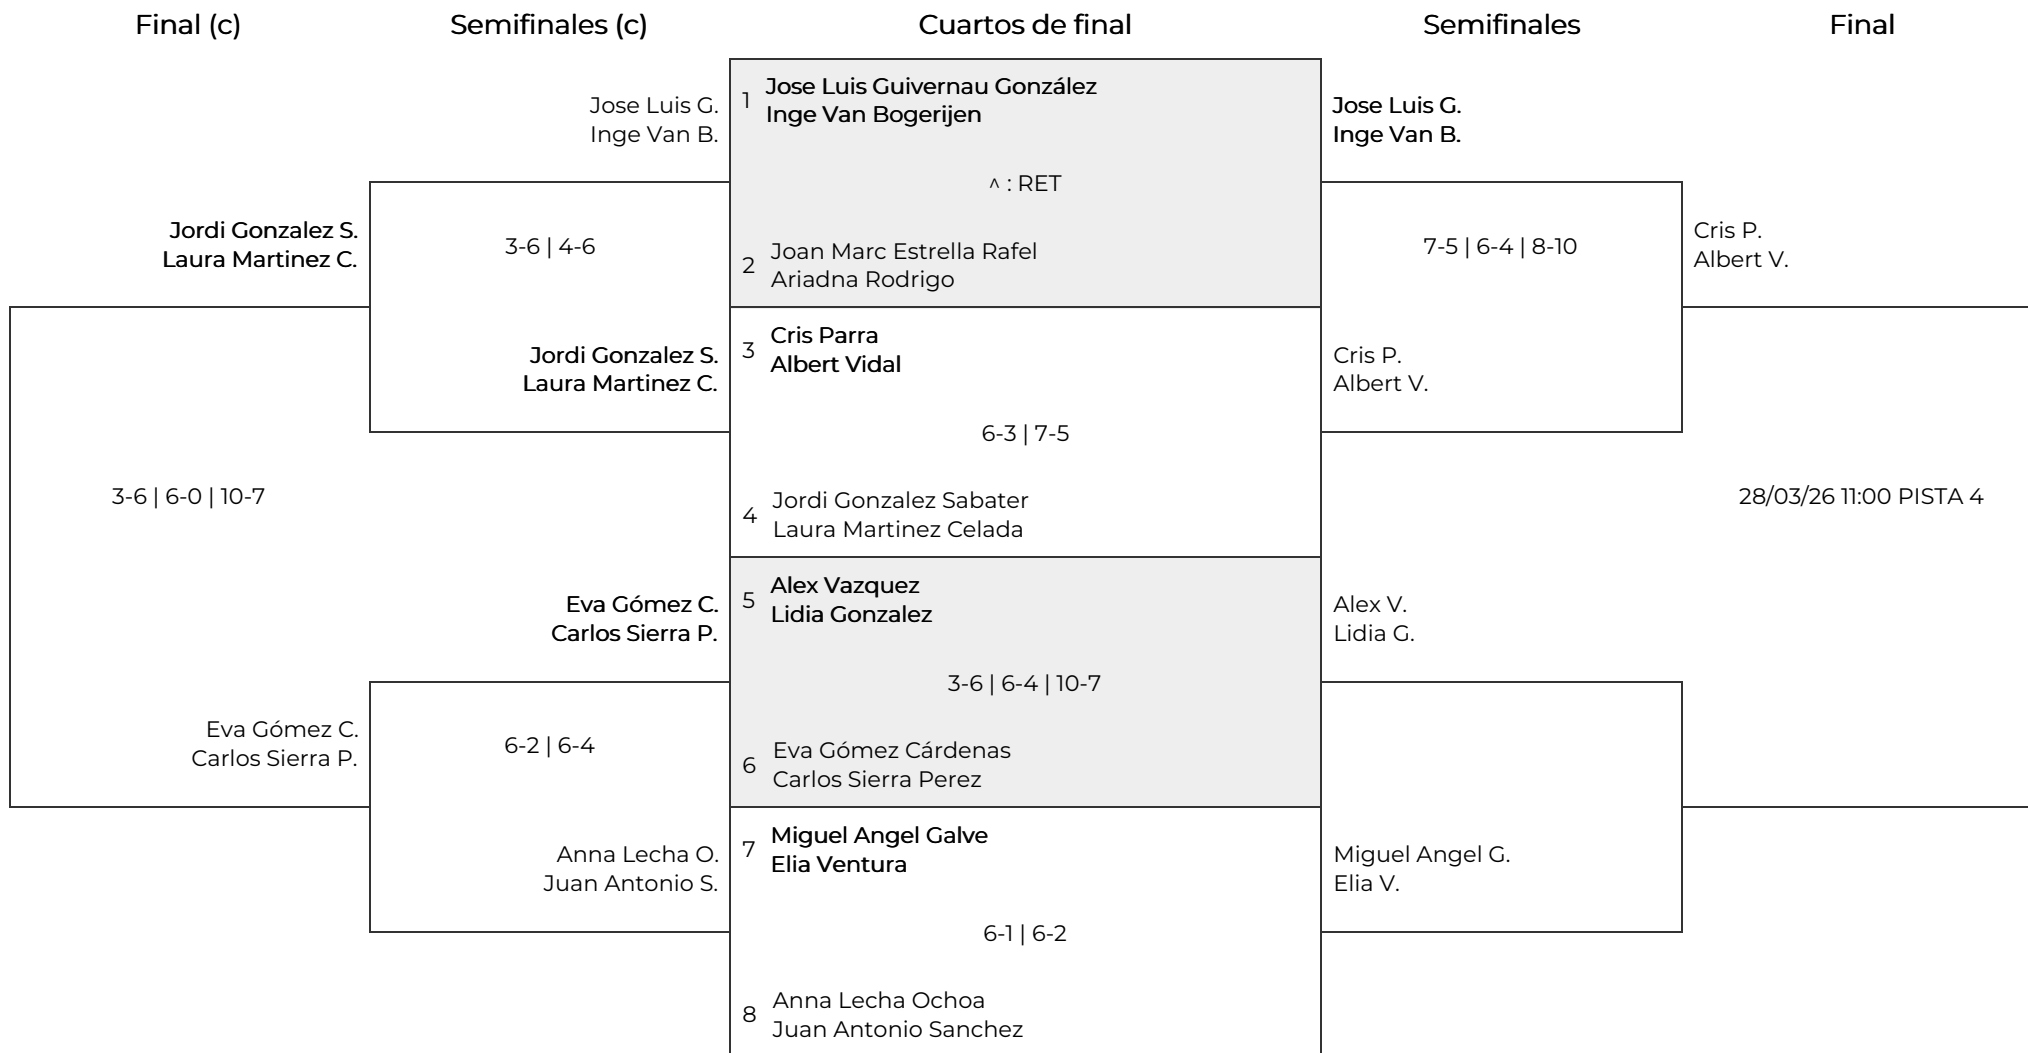 Final (c)
Semifinales (c)
Cuartos de final
Semifinales
Final
Jordi Gonzalez S.
Laura Martinez C.
3-6 | 6-0 | 10-7
Eva Gómez C.
Carlos Sierra P.
Jose Luis G.
Inge Van B.
3-6 | 4-6
Jordi Gonzalez S.
Laura Martinez C.
Eva Gómez C.
Carlos Sierra P.
6-2 | 6-4
Anna Lecha O.
Juan Antonio S.
1 Jose Luis Guivernau González
Inge Van Bogerijen
^ : RET
2 Joan Marc Estrella Rafel
Ariadna Rodrigo
3 Cris Parra
Albert Vidal
6-3 | 7-5
4 Jordi Gonzalez Sabater
Laura Martinez Celada
5 Alex Vazquez
Lidia Gonzalez
3-6 | 6-4 | 10-7
6 Eva Gómez Cárdenas
Carlos Sierra Perez
7 Miguel Angel Galve
Elia Ventura
6-1 | 6-2
8 Anna Lecha Ochoa
Juan Antonio Sanchez
Jose Luis G.
Inge Van B.
7-5 | 6-4 | 8-10
Cris P.
Albert V.
Alex V.
Lidia G.
Miguel Angel G.
Elia V.
Cris P.
Albert V.
28/03/26 11:00 PISTA 4